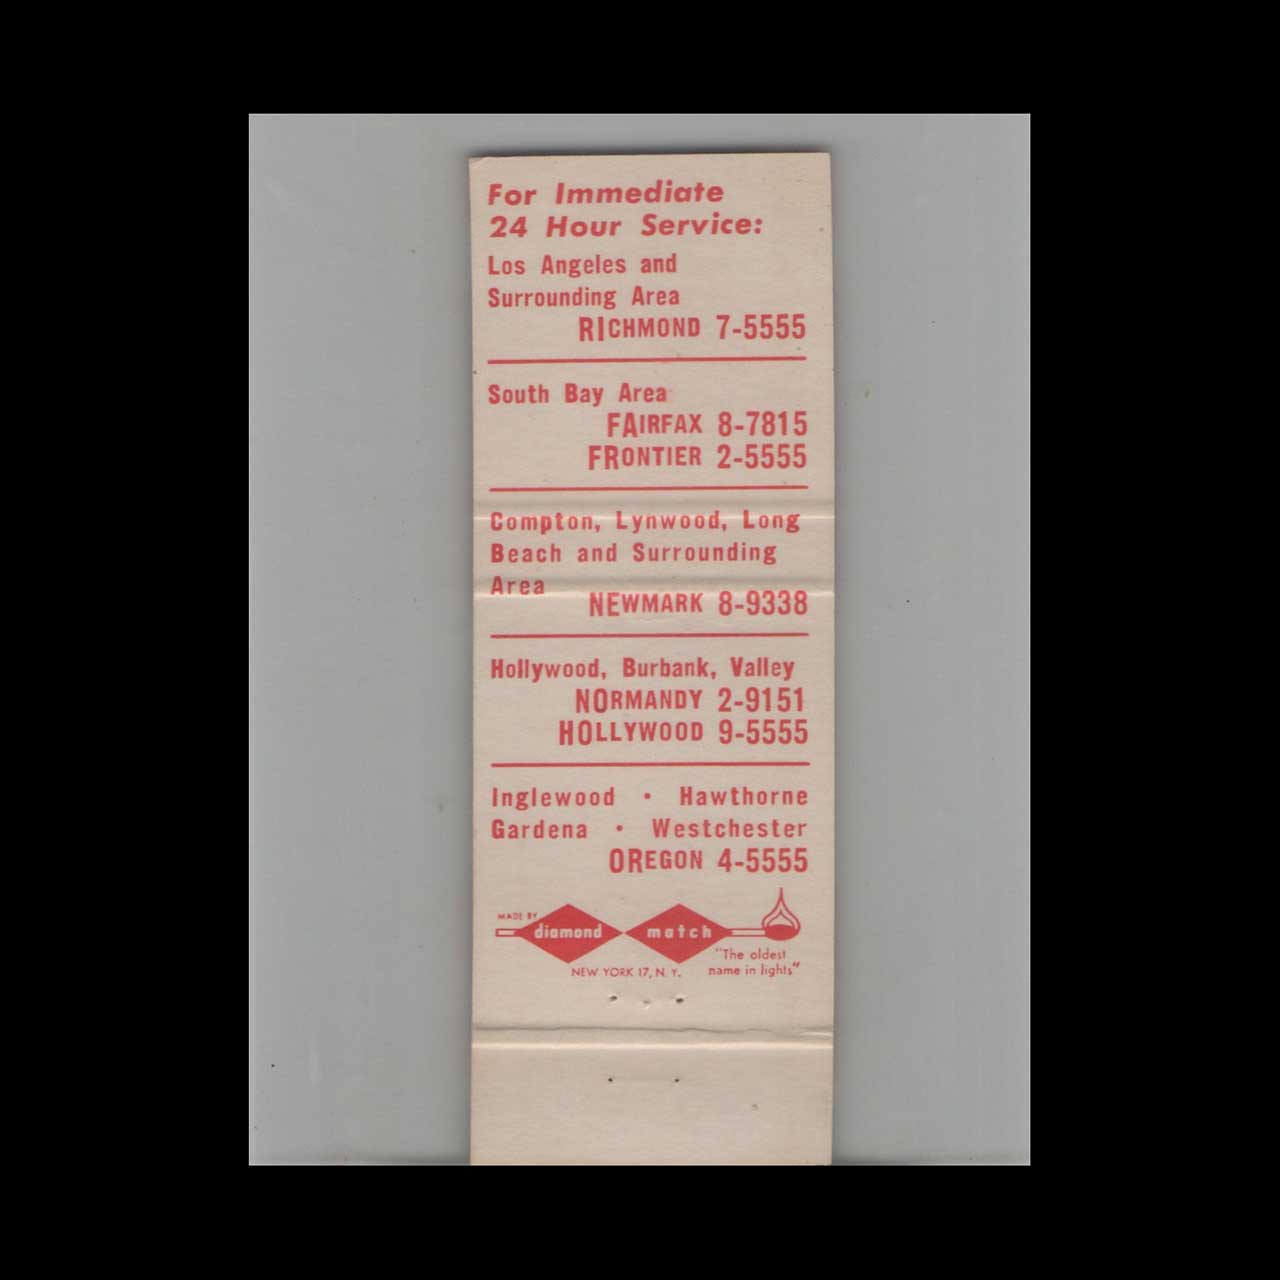 For Immediate
24 Hour Service:
Los Angeles and
Surrounding Area
RICHMOND 7-5555
South Bay Area
FAIRFAX 8-7815
FRONTIER 2-5555
Compton, Lynwood, Long
Beach and Surrounding
Area
NEWMARK 8-9338
Hollywood, Burbank, Valley
NORMANDY 2-9151
HOLLYWOOD 9-5555
Inglewood • Hawthorne
Gardena • Westchester
OREGON 4-5555
MADE BY
diamond match
"The oldest
name in lights"
NEW YORK 17, N. Y.